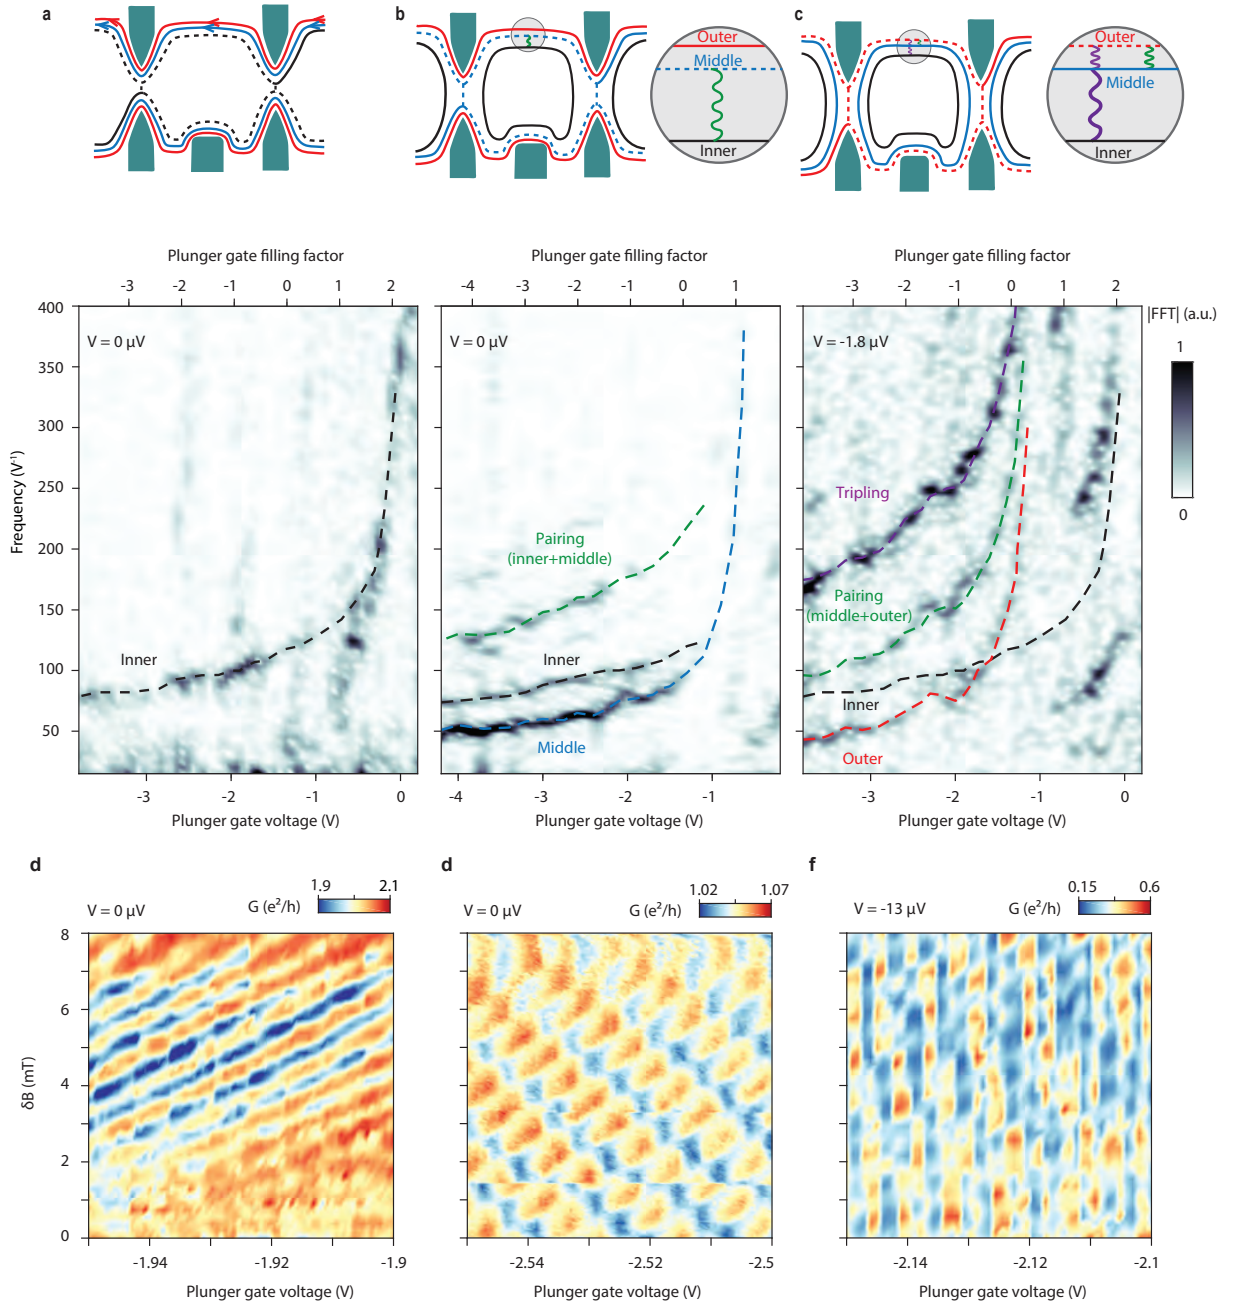 a
b
c
Outer
Middle
Inner
Outer
Middle
Inner
Plunger gate filling factor
Plunger gate filling factor
Plunger gate filling factor
-3 -2 -1 0 1 2
-3 -2 -1 0 1
-3 -2 -1 0 1 2
400
350
300
250
200
150
100
50
Frequency (V⁻¹)
V = 0 µV
Inner
-3 -2 -1 0
Plunger gate voltage (V)
V = 0 µV
Pairing
(inner+middle)
Inner
Middle
-4 -3 -2 -1
Plunger gate voltage (V)
V = -1.8 µV
Tripling
Pairing
(middle+outer)
Inner
Outer
-3 -2 -1 0
Plunger gate voltage (V)
|FFT| (a.u.)
1
0
d
V = 0 µV
G (e²/h)
1.9 2.1
8
6
4
2
0
δB (mT)
-1.94 -1.92 -1.9
Plunger gate voltage (V)
d
V = 0 µV
G (e²/h)
1.02 1.07
-2.54 -2.52 -2.5
Plunger gate voltage (V)
f
V = -13 µV
G (e²/h)
0.15 0.6
-2.14 -2.12 -2.1
Plunger gate voltage (V)